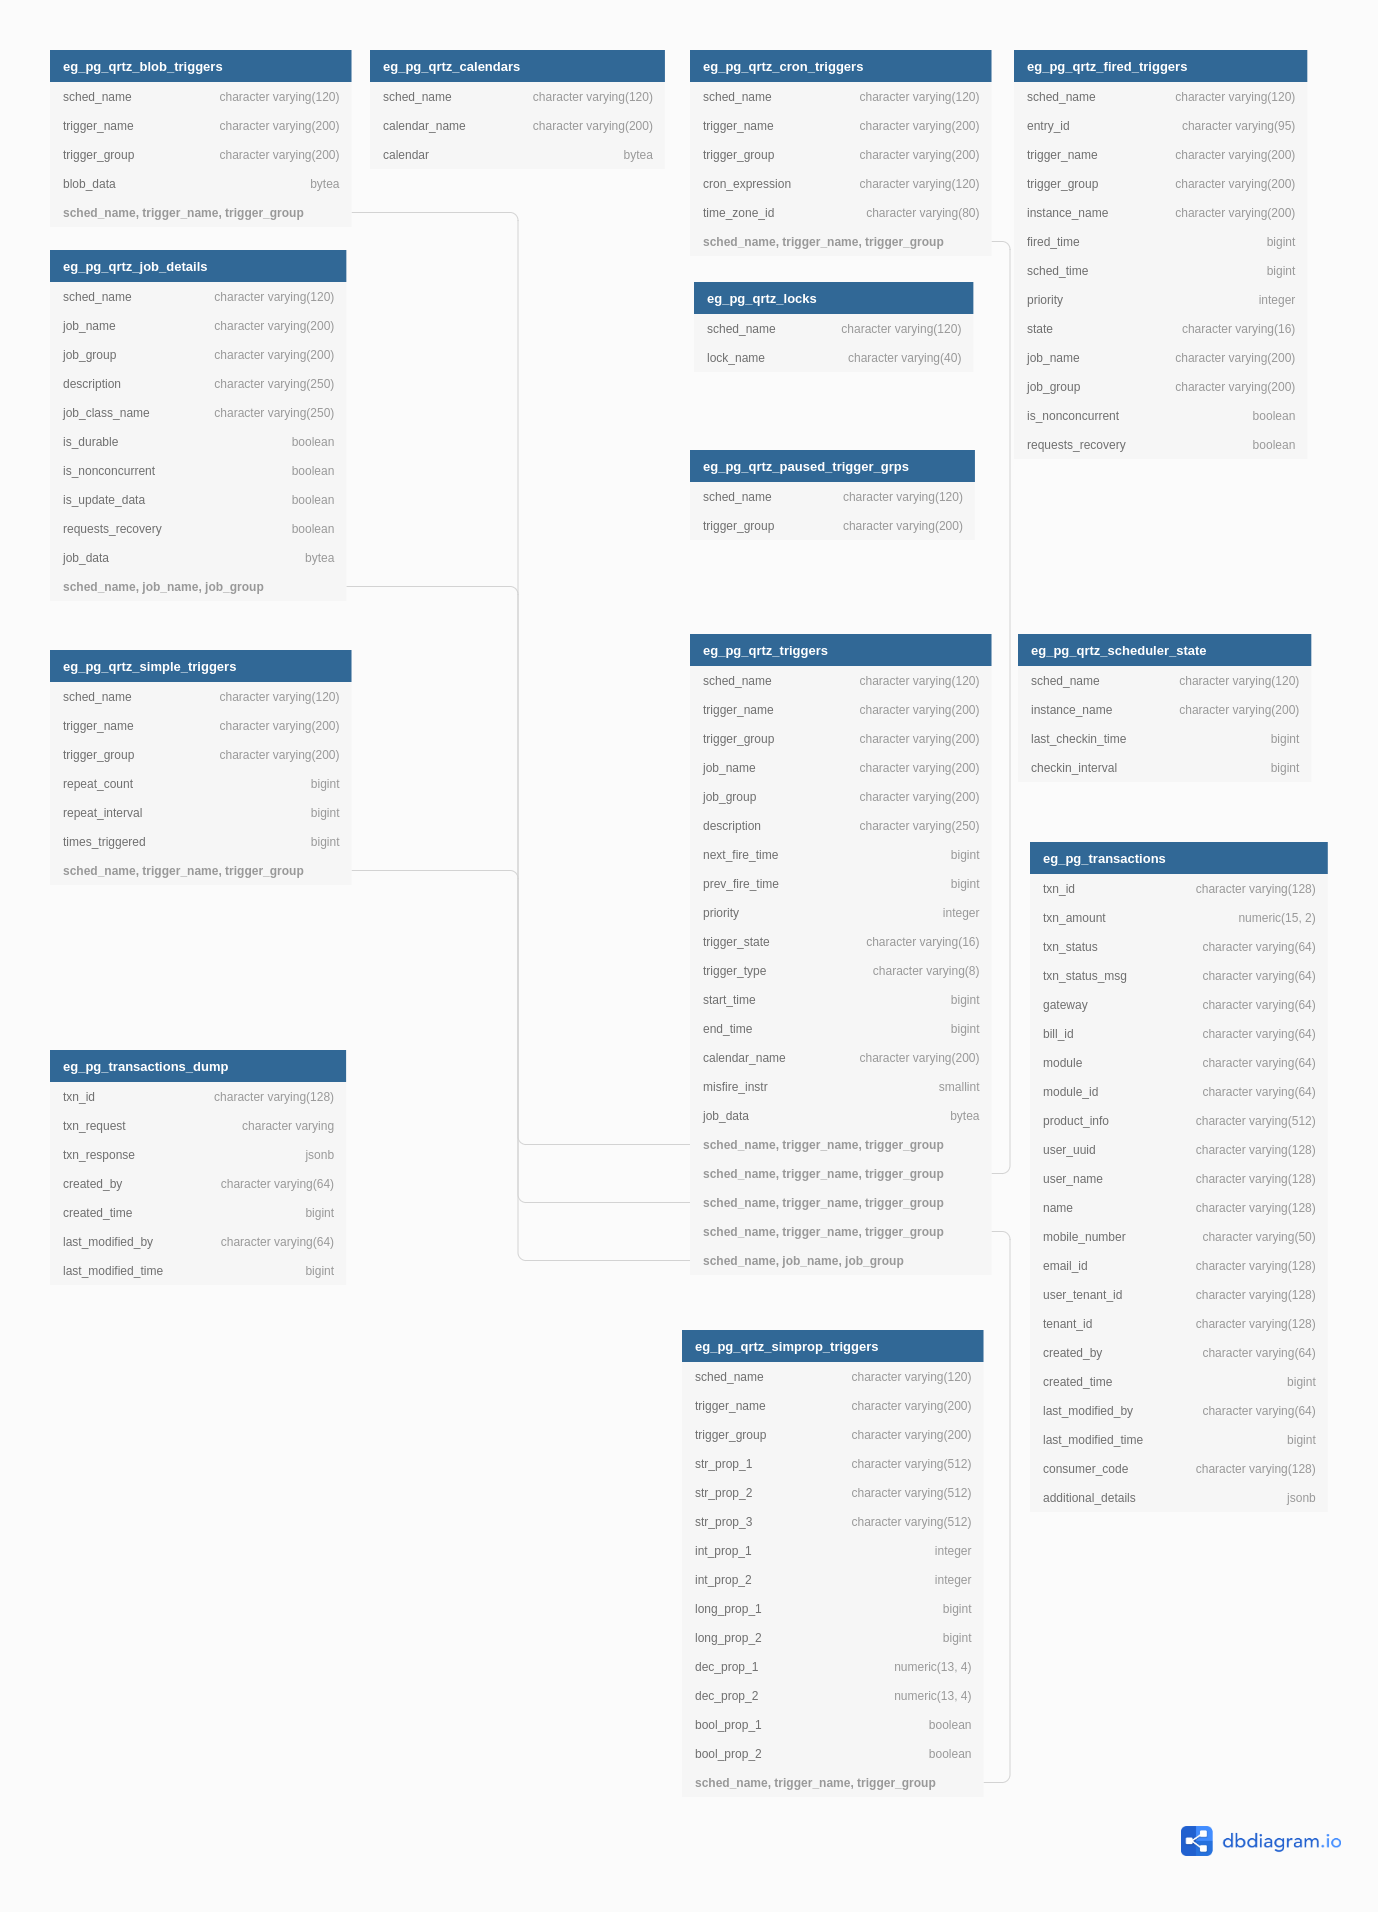 eg_pg_qrtz_blob_triggers
sched_name character varying(120)
trigger_name character varying(200)
trigger_group character varying(200)
blob_data bytea
sched_name, trigger_name, trigger_group
eg_pg_qrtz_calendars
sched_name character varying(120)
calendar_name character varying(200)
calendar bytea
eg_pg_qrtz_cron_triggers
sched_name character varying(120)
trigger_name character varying(200)
trigger_group character varying(200)
cron_expression character varying(120)
time_zone_id character varying(80)
sched_name, trigger_name, trigger_group
eg_pg_qrtz_fired_triggers
sched_name character varying(120)
entry_id character varying(95)
trigger_name character varying(200)
trigger_group character varying(200)
instance_name character varying(200)
fired_time bigint
sched_time bigint
priority integer
state character varying(16)
job_name character varying(200)
job_group character varying(200)
is_nonconcurrent boolean
requests_recovery boolean
eg_pg_qrtz_job_details
sched_name character varying(120)
job_name character varying(200)
job_group character varying(200)
description character varying(250)
job_class_name character varying(250)
is_durable boolean
is_nonconcurrent boolean
is_update_data boolean
requests_recovery boolean
job_data bytea
sched_name, job_name, job_group
eg_pg_qrtz_locks
sched_name character varying(120)
lock_name character varying(40)
eg_pg_qrtz_paused_trigger_grps
sched_name character varying(120)
trigger_group character varying(200)
eg_pg_qrtz_simple_triggers
sched_name character varying(120)
trigger_name character varying(200)
trigger_group character varying(200)
repeat_count bigint
repeat_interval bigint
times_triggered bigint
sched_name, trigger_name, trigger_group
eg_pg_qrtz_triggers
sched_name character varying(120)
trigger_name character varying(200)
trigger_group character varying(200)
job_name character varying(200)
job_group character varying(200)
description character varying(250)
next_fire_time bigint
prev_fire_time bigint
priority integer
trigger_state character varying(16)
trigger_type character varying(8)
start_time bigint
end_time bigint
calendar_name character varying(200)
misfire_instr smallint
job_data bytea
sched_name, trigger_name, trigger_group
sched_name, trigger_name, trigger_group
sched_name, trigger_name, trigger_group
sched_name, trigger_name, trigger_group
sched_name, job_name, job_group
eg_pg_qrtz_scheduler_state
sched_name character varying(120)
instance_name character varying(200)
last_checkin_time bigint
checkin_interval bigint
eg_pg_transactions
txn_id character varying(128)
txn_amount numeric(15, 2)
txn_status character varying(64)
txn_status_msg character varying(64)
gateway character varying(64)
bill_id character varying(64)
module character varying(64)
module_id character varying(64)
product_info character varying(512)
user_uuid character varying(128)
user_name character varying(128)
name character varying(128)
mobile_number character varying(50)
email_id character varying(128)
user_tenant_id character varying(128)
tenant_id character varying(128)
created_by character varying(64)
created_time bigint
last_modified_by character varying(64)
last_modified_time bigint
consumer_code character varying(128)
additional_details jsonb
eg_pg_transactions_dump
txn_id character varying(128)
txn_request character varying
txn_response jsonb
created_by character varying(64)
created_time bigint
last_modified_by character varying(64)
last_modified_time bigint
eg_pg_qrtz_simprop_triggers
sched_name character varying(120)
trigger_name character varying(200)
trigger_group character varying(200)
str_prop_1 character varying(512)
str_prop_2 character varying(512)
str_prop_3 character varying(512)
int_prop_1 integer
int_prop_2 integer
long_prop_1 bigint
long_prop_2 bigint
dec_prop_1 numeric(13, 4)
dec_prop_2 numeric(13, 4)
bool_prop_1 boolean
bool_prop_2 boolean
sched_name, trigger_name, trigger_group
dbdiagram.io